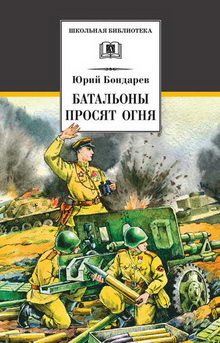 ШКОЛЬНАЯ БИБЛИОТЕКА
Юрий Бондарев
БАТАЛЬОНЫ
ПРОСЯТ ОГНЯ